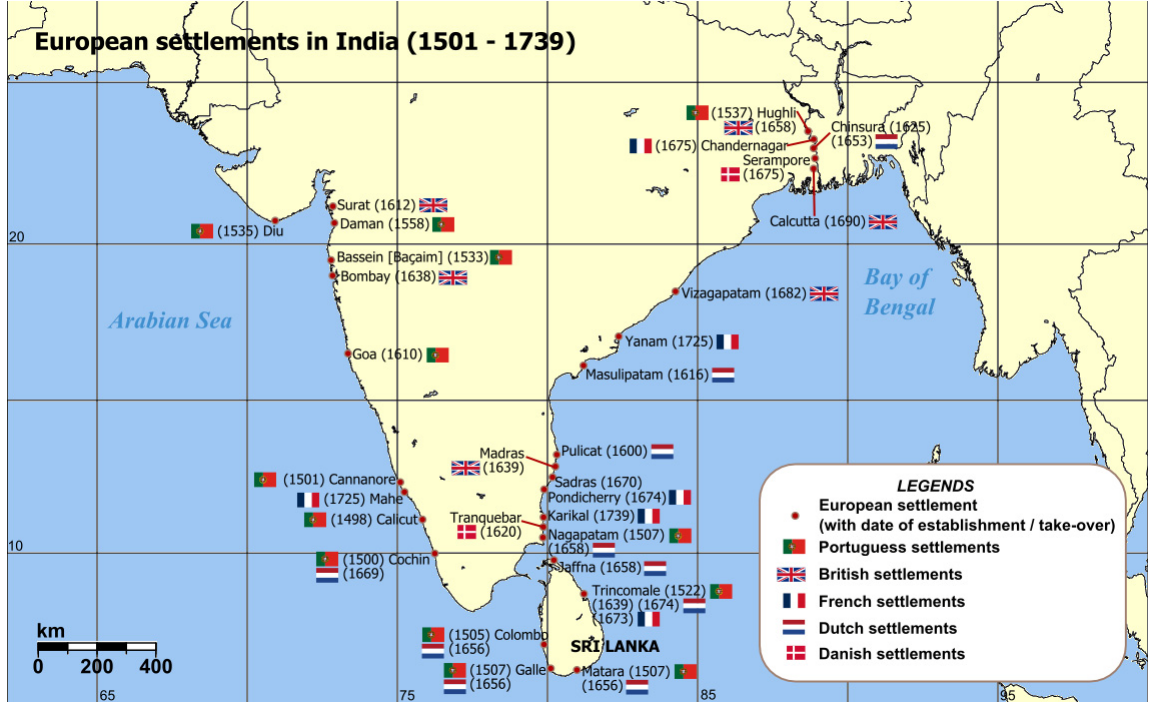 European settlements in India (1501 - 1739)
(1537) Hughli
(1658)
Chinsura (1625)
(1653)
(1675) Chandernagar
Serampore
(1675)
Surat (1612)
Daman (1558)
(1535) Diu
Calcutta (1690)
20
Bassein [Baçaim] (1533)
Bombay (1638)
Bay of
Bengal
Vizagapatam (1682)
Arabian Sea
Yanam (1725)
Goa (1610)
Masulipatam (1616)
Madras
(1639)
Pulicat (1600)
(1501) Cannanore
Sadras (1670)
(1725) Mahe
Pondicherry (1674)
(1498) Calicut
Tranquebar
(1620)
Karikal (1739)
Nagapatam (1507)
(1658)
10
(1500) Cochin
(1669)
Jaffna (1658)
Trincomale (1522)
(1639) (1674)
(1673)
(1505) Colombo
(1656)
SRI LANKA
(1507) Galle
(1656)
Matara (1507)
(1656)
km
0 200 400
65
75
85
95
LEGENDS
European settlement
(with date of establishment / take-over)
Portuguess settlements
British settlements
French settlements
Dutch settlements
Danish settlements